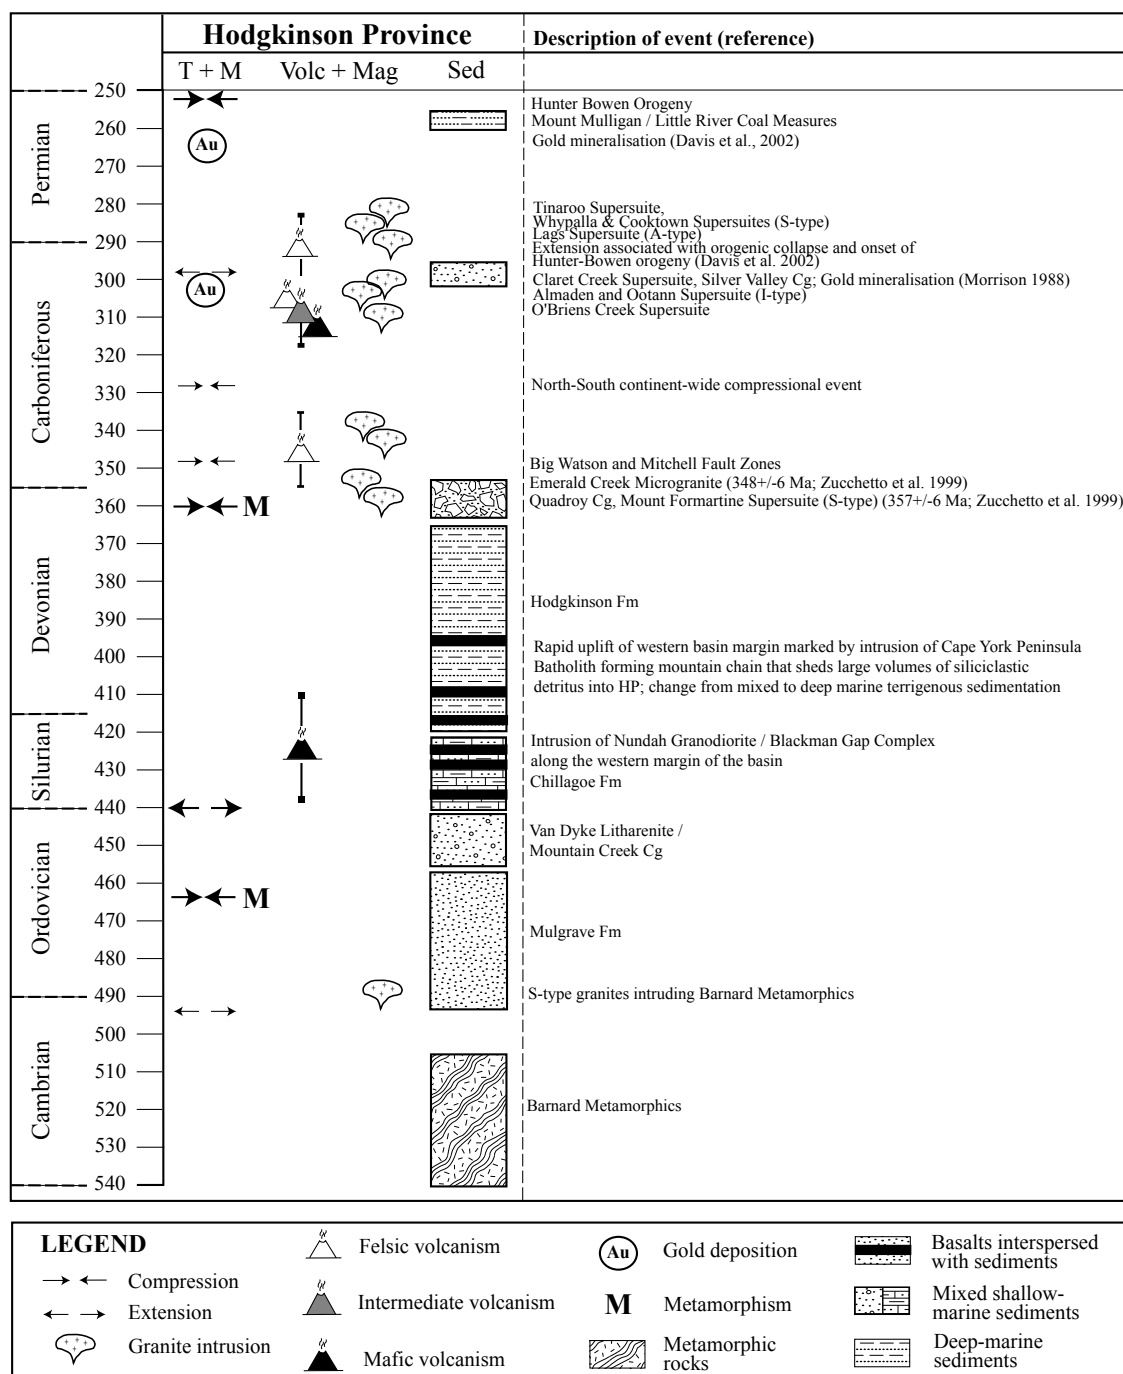 Hodgkinson Province
Description of event (reference)
T + M
Volc + Mag
Sed
250
260
270
280
290
300
310
320
330
340
350
360
370
380
390
400
410
420
430
440
450
460
470
480
490
500
510
520
530
540
Permian
Carboniferous
Devonian
Silurian
Ordovician
Cambrian
Au
Au
M
M
Hunter Bowen Orogeny
Mount Mulligan / Little River Coal Measures
Gold mineralisation (Davis et al., 2002)
Tinaroo Supersuite,
Whypalla & Cooktown Supersuites (S-type)
Lags Supersuite (A-type)
Extension associated with orogenic collapse and onset of
Hunter-Bowen orogeny (Davis et al. 2002)
Claret Creek Supersuite, Silver Valley Cg; Gold mineralisation (Morrison 1988)
Almaden and Ootann Supersuite (I-type)
O'Briens Creek Supersuite
North-South continent-wide compressional event
Big Watson and Mitchell Fault Zones
Emerald Creek Microgranite (348+/-6 Ma; Zucchetto et al. 1999)
Quadroy Cg, Mount Formartine Supersuite (S-type) (357+/-6 Ma; Zucchetto et al. 1999)
Hodgkinson Fm
Rapid uplift of western basin margin marked by intrusion of Cape York Peninsula
Batholith forming mountain chain that sheds large volumes of siliciclastic
detritus into HP; change from mixed to deep marine terrigenous sedimentation
Intrusion of Nundah Granodiorite / Blackman Gap Complex
along the western margin of the basin
Chillagoe Fm
Van Dyke Litharenite /
Mountain Creek Cg
Mulgrave Fm
S-type granites intruding Barnard Metamorphics
Barnard Metamorphics
LEGEND
Compression
Extension
Granite intrusion
Felsic volcanism
Intermediate volcanism
Mafic volcanism
Au
Gold deposition
M
Metamorphism
Metamorphic
rocks
Basalts interspersed
with sediments
Mixed shallow-
marine sediments
Deep-marine
sediments